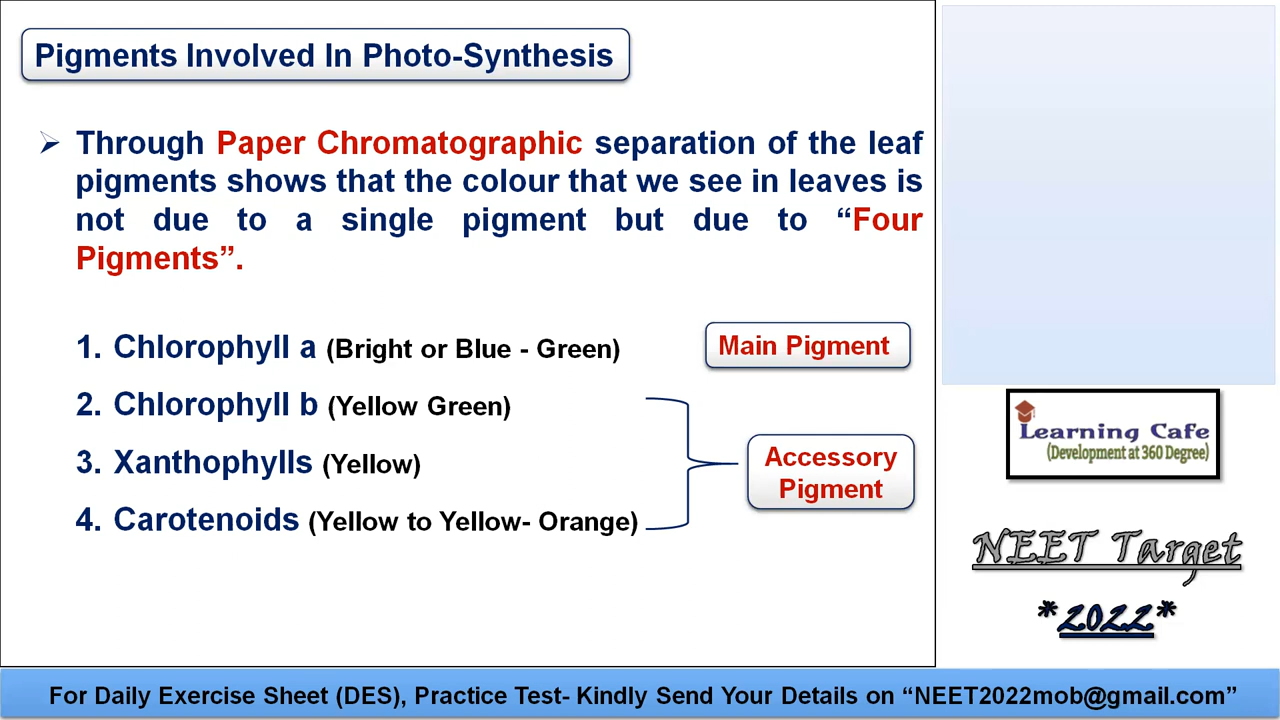 Pigments Involved In Photo-Synthesis
➢ Through Paper Chromatographic separation of the leaf
pigments shows that the colour that we see in leaves is
not due to a single pigment but due to “Four
Pigments”.
1. Chlorophyll a (Bright or Blue - Green)
Main Pigment
2. Chlorophyll b (Yellow Green)
3. Xanthophylls (Yellow)
4. Carotenoids (Yellow to Yellow- Orange)
Accessory
Pigment
Learning Cafe
(Development at 360 Degree)
NEET Target
*2022*
For Daily Exercise Sheet (DES), Practice Test- Kindly Send Your Details on “NEET2022mob@gmail.com”